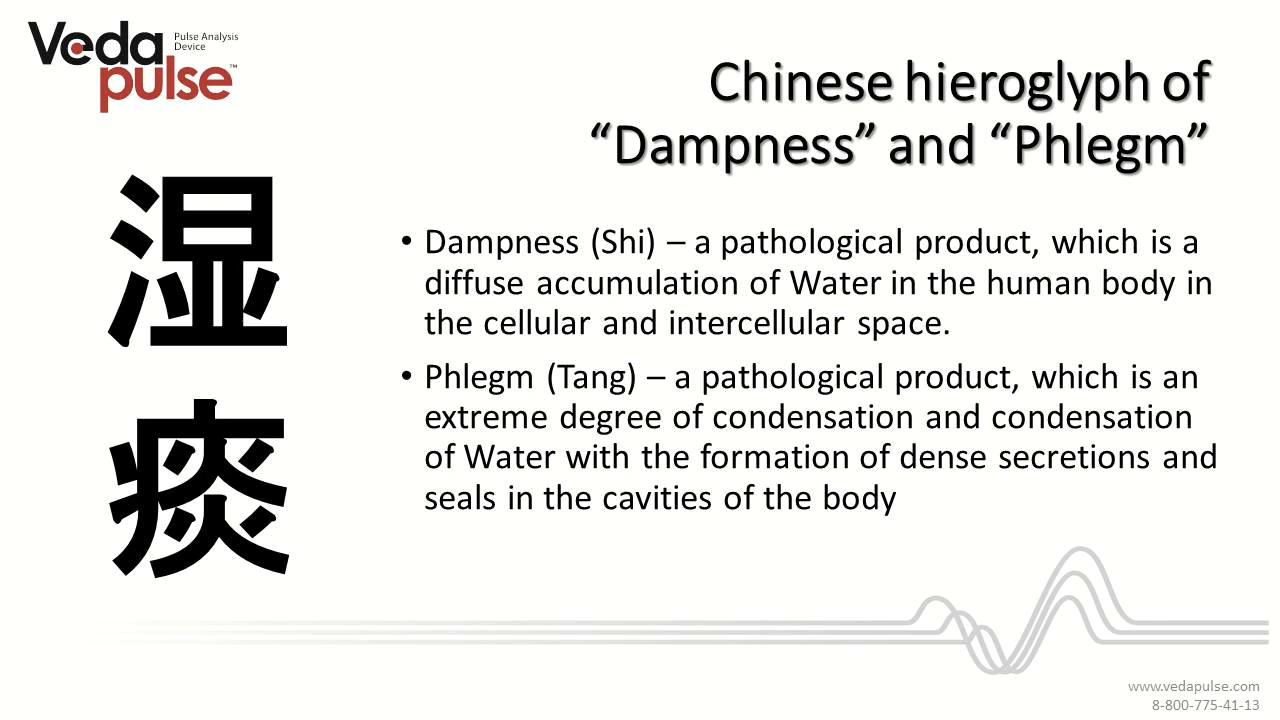 Veda
pulse™
Pulse Analysis
Device
Chinese hieroglyph of
“Dampness” and “Phlegm”
湿
痰
• Dampness (Shi) – a pathological product, which is a
diffuse accumulation of Water in the human body in
the cellular and intercellular space.
• Phlegm (Tang) – a pathological product, which is an
extreme degree of condensation and condensation
of Water with the formation of dense secretions and
seals in the cavities of the body
www.vedapulse.com
8-800-775-41-13